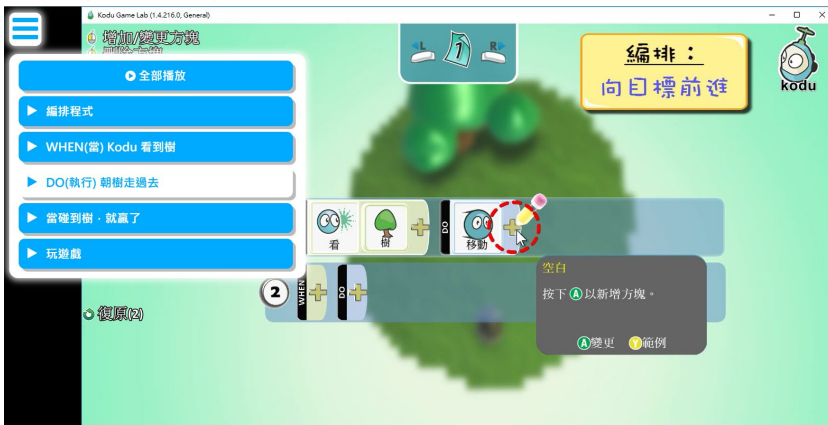 Kodu Game Lab (1.4.216.0, General)
增加/變更方塊
刪除方塊
L 1 R
編排：
向目標前進
kodu
全部播放
編排程式
WHEN(當) Kodu 看到樹
DO(執行) 朝樹走過去
當碰到樹，就贏了
玩遊戲
看 樹 DO 移動
2 WHEN DO
復原(2)
空白
按下 A 以新增方塊。
A 變更 Y 範例